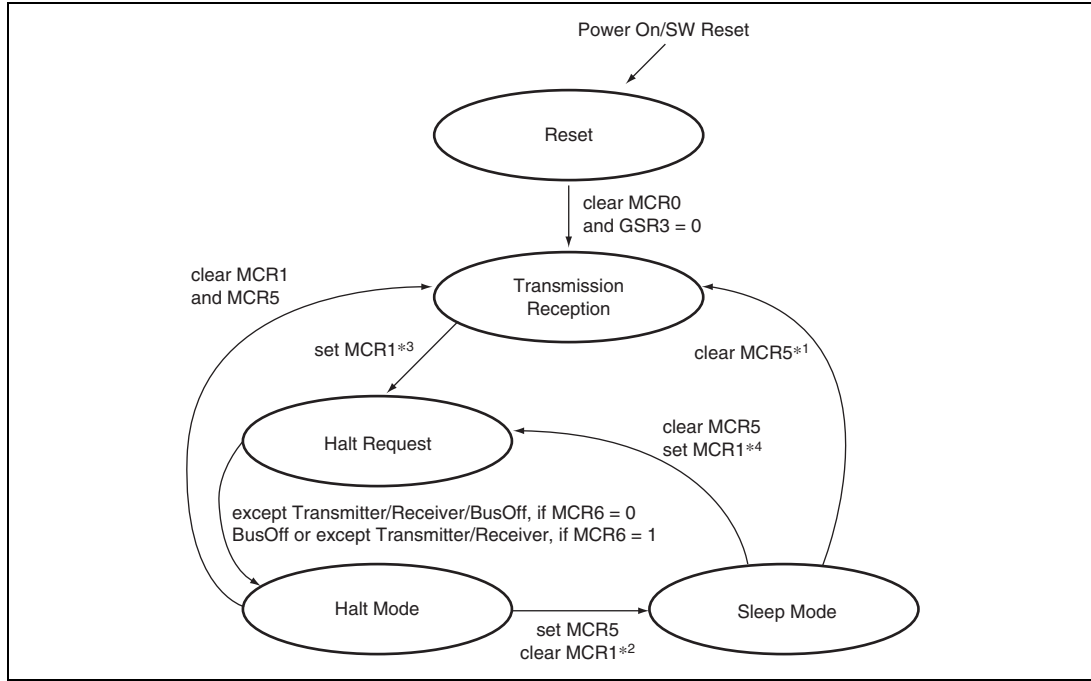 Power On/SW Reset
Reset
clear MCR0
and GSR3 = 0
clear MCR1
and MCR5
Transmission
Reception
set MCR1*3
clear MCR5*1
Halt Request
clear MCR5
set MCR1*4
except Transmitter/Receiver/BusOff, if MCR6 = 0
BusOff or except Transmitter/Receiver, if MCR6 = 1
Halt Mode
Sleep Mode
set MCR5
clear MCR1*2